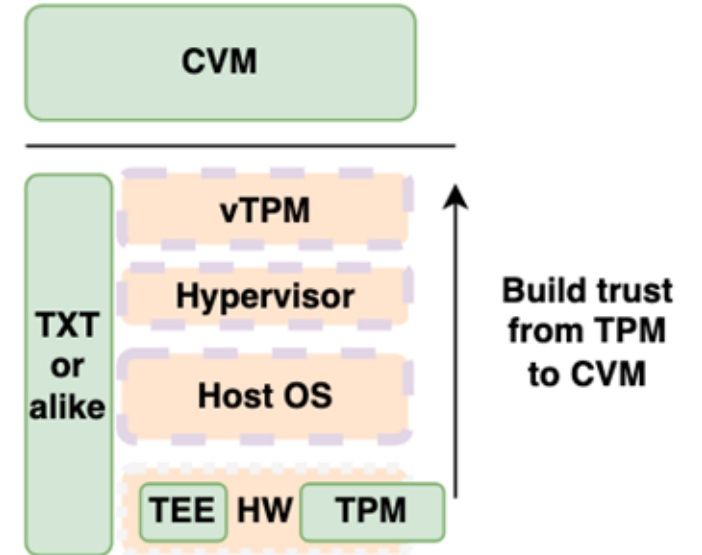 CVM
vTPM
Hypervisor
Host OS
TXT
or
alike
TEE HW TPM
Build trust
from TPM
to CVM